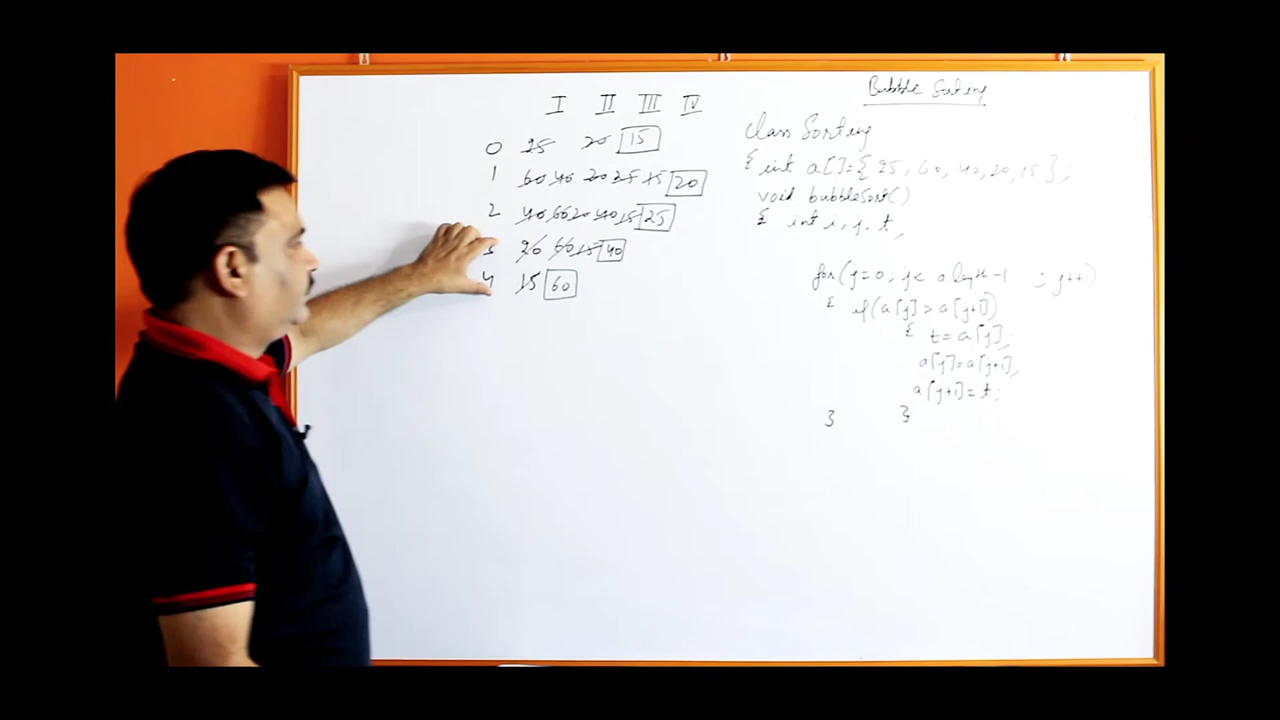 Bubble Sorting
I II III IV
0 25 20 15
1 60 40 20 25 15 20
2 40 60 20 40 15 25
3 20 60 15 40
4 15 60
class Sorting
{ int a[]={25, 60, 40, 20, 15};
void bubbleSort()
{ int i, j, t;
for(j=0; j< a.length-1 ; j++)
{ if(a[j]> a[j+1])
{ t=a[j];
a[j]=a[j+1];
a[j+1]=t;
} }